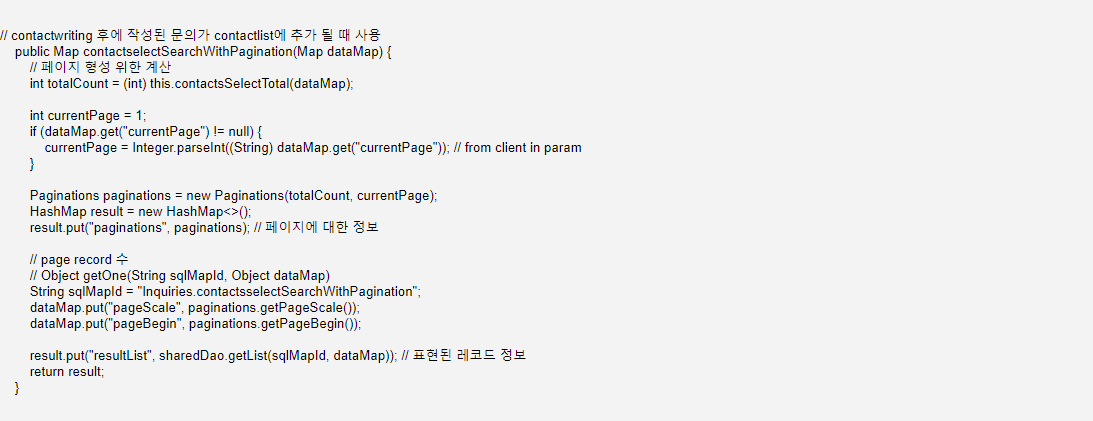 // contactwriting 후에 작성된 문의가 contactlist에 추가 될 때 사용
public Map contactselectSearchWithPagination(Map dataMap) {
// 페이지 형성 위한 계산
int totalCount = (int) this.contactsSelectTotal(dataMap);
int currentPage = 1;
if (dataMap.get("currentPage") != null) {
currentPage = Integer.parseInt((String) dataMap.get("currentPage")); // from client in param
}
Paginations paginations = new Paginations(totalCount, currentPage);
HashMap result = new HashMap<>();
result.put("paginations", paginations); // 페이지에 대한 정보
// page record 수
// Object getOne(String sqlMapId, Object dataMap)
String sqlMapId = "Inquiries.contactsselectSearchWithPagination";
dataMap.put("pageScale", paginations.getPageScale());
dataMap.put("pageBegin", paginations.getPageBegin());
result.put("resultList", sharedDao.getList(sqlMapId, dataMap)); // 표현된 레코드 정보
return result;
}